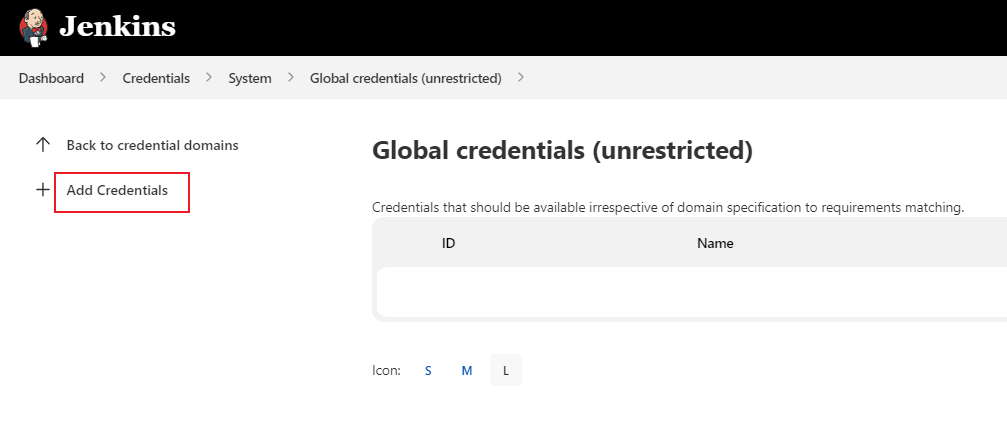 Jenkins
Dashboard > Credentials > System > Global credentials (unrestricted) >
Back to credential domains
Add Credentials
Global credentials (unrestricted)
Credentials that should be available irrespective of domain specification to requirements matching.
ID Name
Icon: S M L